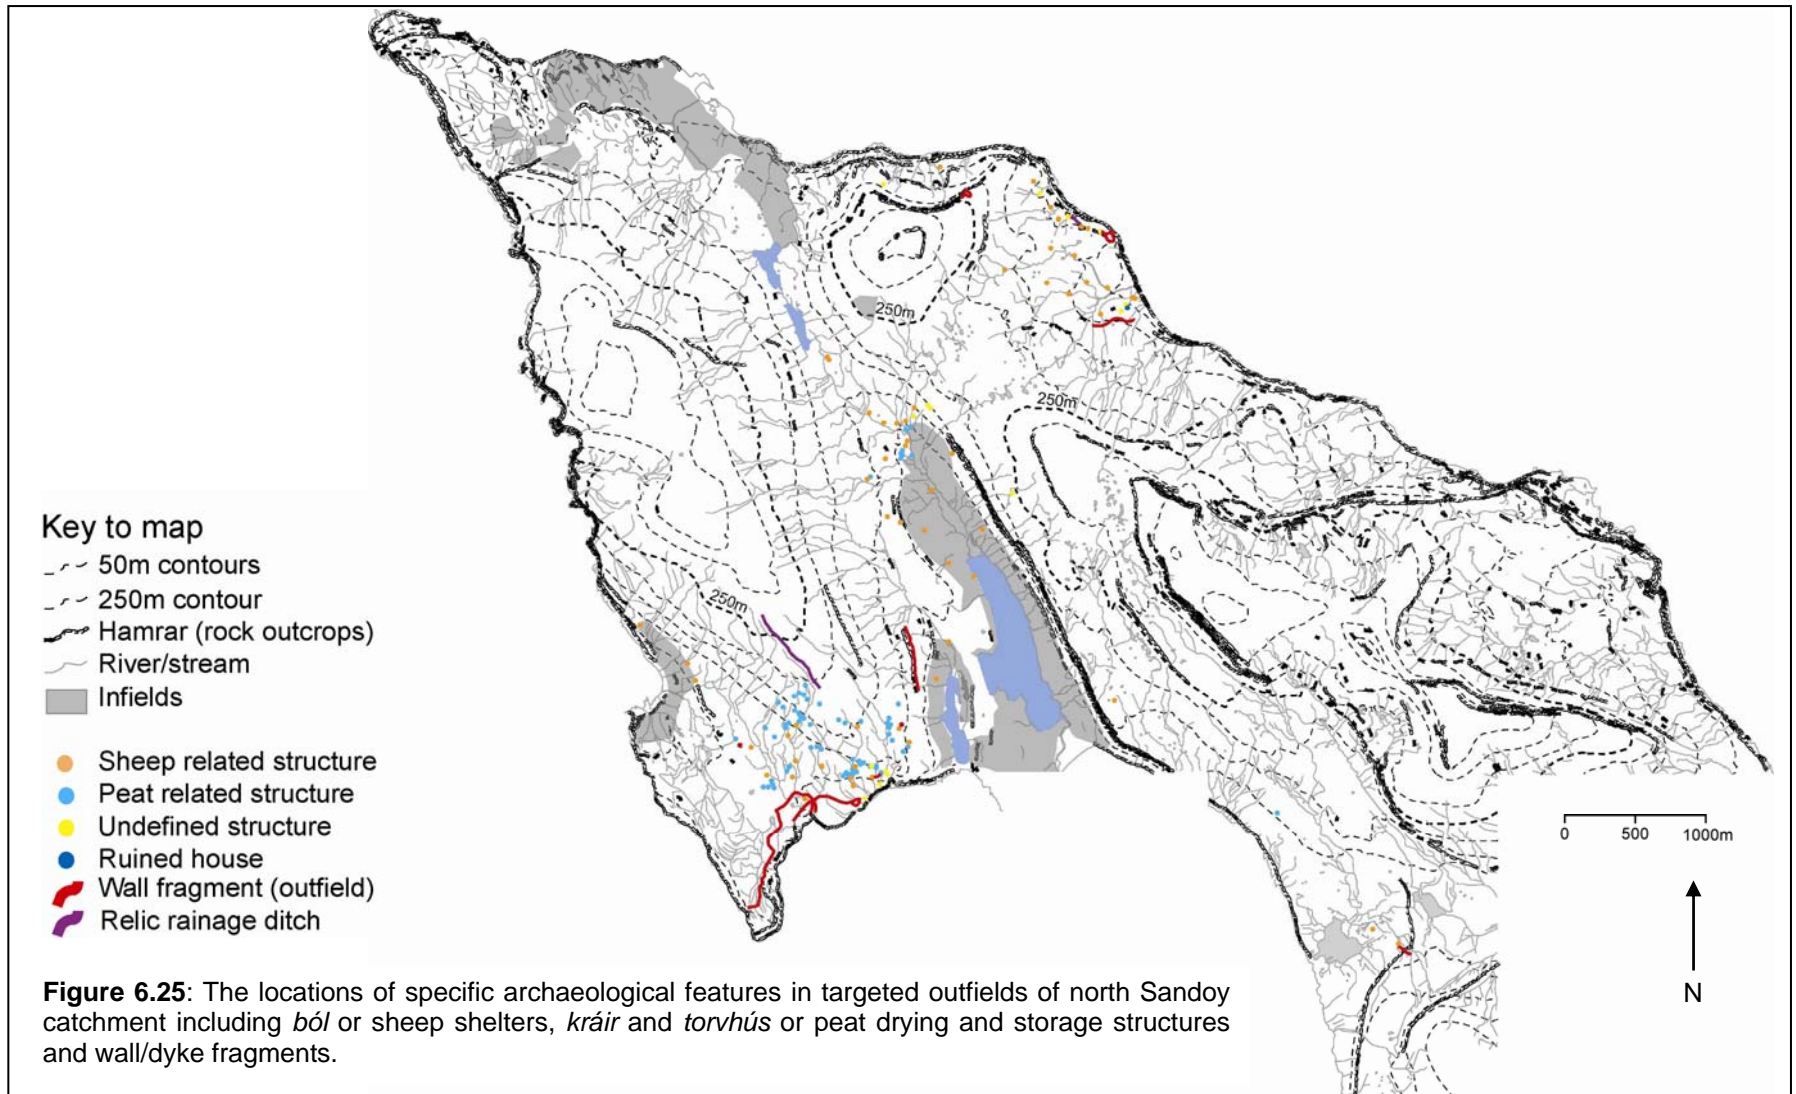 250m
250m
250m
Key to map
50m contours
250m contour
Hamrar (rock outcrops)
River/stream
Infields
Sheep related structure
Peat related structure
Undefined structure
Ruined house
Wall fragment (outfield)
Relic rainage ditch
0 500 1000m
N
Figure 6.25: The locations of specific archaeological features in targeted outfields of north Sandoy
catchment including ból or sheep shelters, kráir and torvhús or peat drying and storage structures
and wall/dyke fragments.